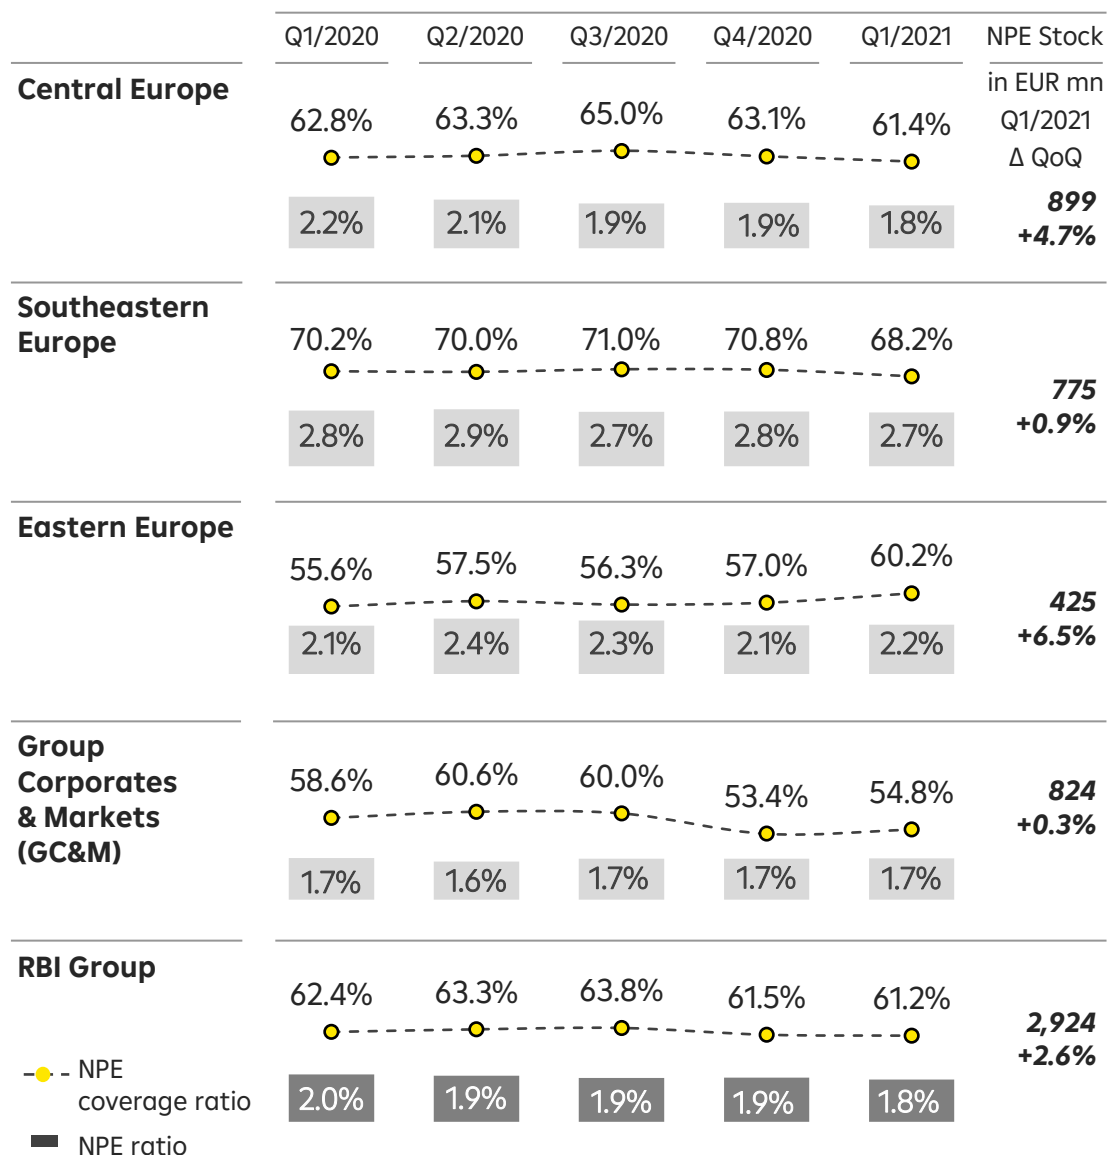 Q1/2020 Q2/2020 Q3/2020 Q4/2020 Q1/2021 NPE Stock
in EUR mn
Q1/2021
Δ QoQ
Central Europe
62.8% 63.3% 65.0% 63.1% 61.4%
2.2% 2.1% 1.9% 1.9% 1.8%
899
+4.7%
Southeastern
Europe
70.2% 70.0% 71.0% 70.8% 68.2%
2.8% 2.9% 2.7% 2.8% 2.7%
775
+0.9%
Eastern Europe
55.6% 57.5% 56.3% 57.0% 60.2%
2.1% 2.4% 2.3% 2.1% 2.2%
425
+6.5%
Group
Corporates
& Markets
(GC&M)
58.6% 60.6% 60.0% 53.4% 54.8%
1.7% 1.6% 1.7% 1.7% 1.7%
824
+0.3%
RBI Group
62.4% 63.3% 63.8% 61.5% 61.2%
2.0% 1.9% 1.9% 1.9% 1.8%
2,924
+2.6%
NPE
coverage ratio
NPE ratio